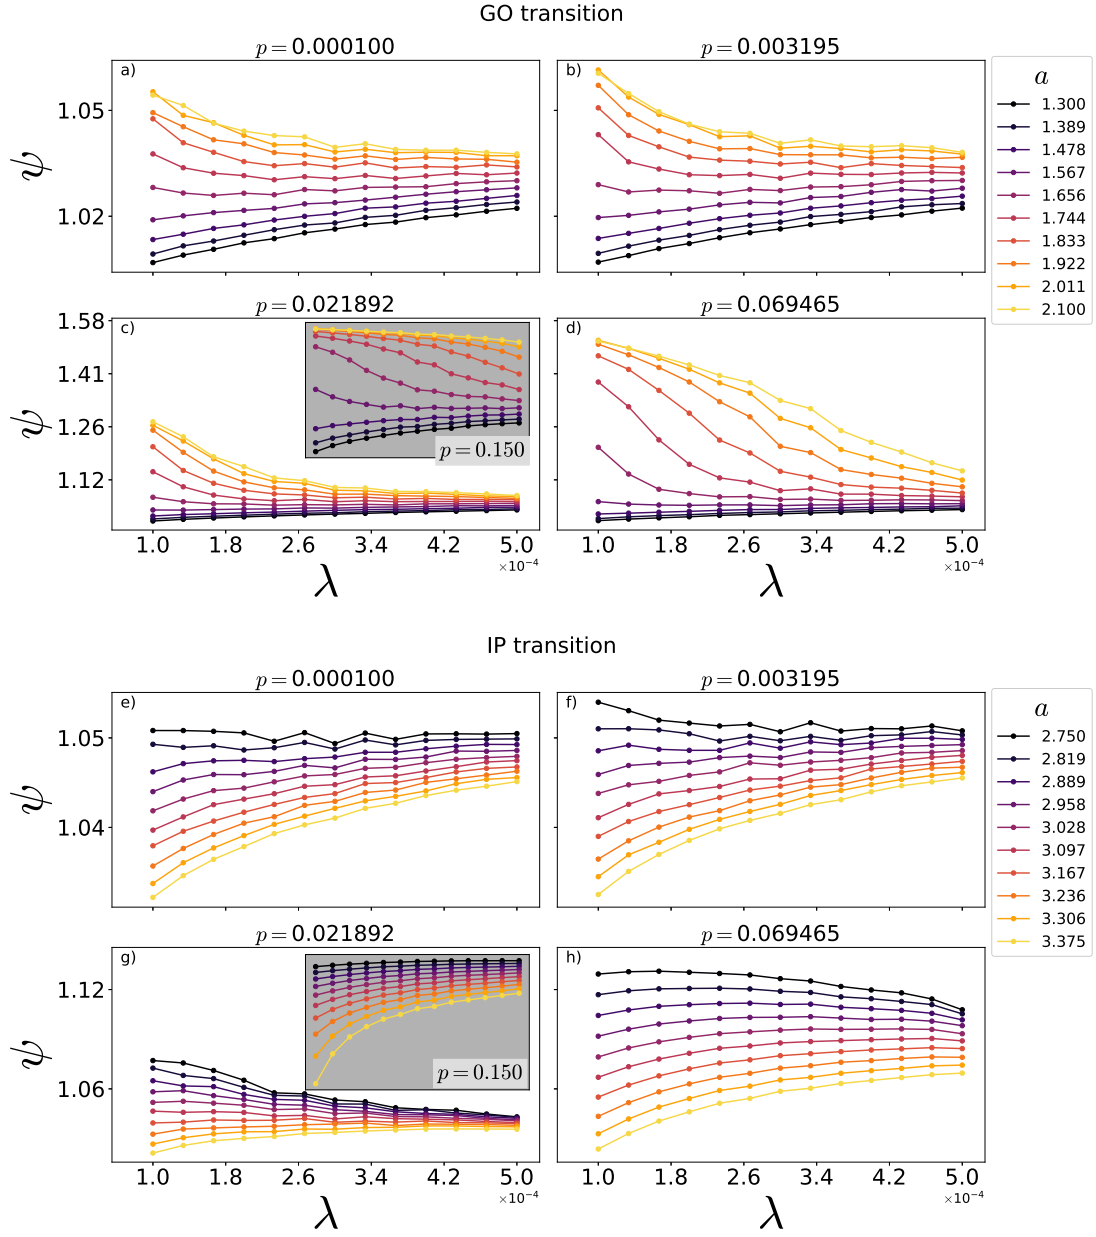 GO transition
p = 0.000100
p = 0.003195
a)
b)
ψ
1.05
1.02
a
1.300
1.389
1.478
1.567
1.656
1.744
1.833
1.922
2.011
2.100
p = 0.021892
p = 0.069465
c)
d)
ψ
1.58
1.41
1.26
1.12
p = 0.150
1.0 1.8 2.6 3.4 4.2 5.0
×10⁻⁴
λ
1.0 1.8 2.6 3.4 4.2 5.0
×10⁻⁴
λ
IP transition
p = 0.000100
p = 0.003195
e)
f)
ψ
1.05
1.04
a
2.750
2.819
2.889
2.958
3.028
3.097
3.167
3.236
3.306
3.375
p = 0.021892
p = 0.069465
g)
h)
ψ
1.12
1.06
p = 0.150
1.0 1.8 2.6 3.4 4.2 5.0
×10⁻⁴
λ
1.0 1.8 2.6 3.4 4.2 5.0
×10⁻⁴
λ